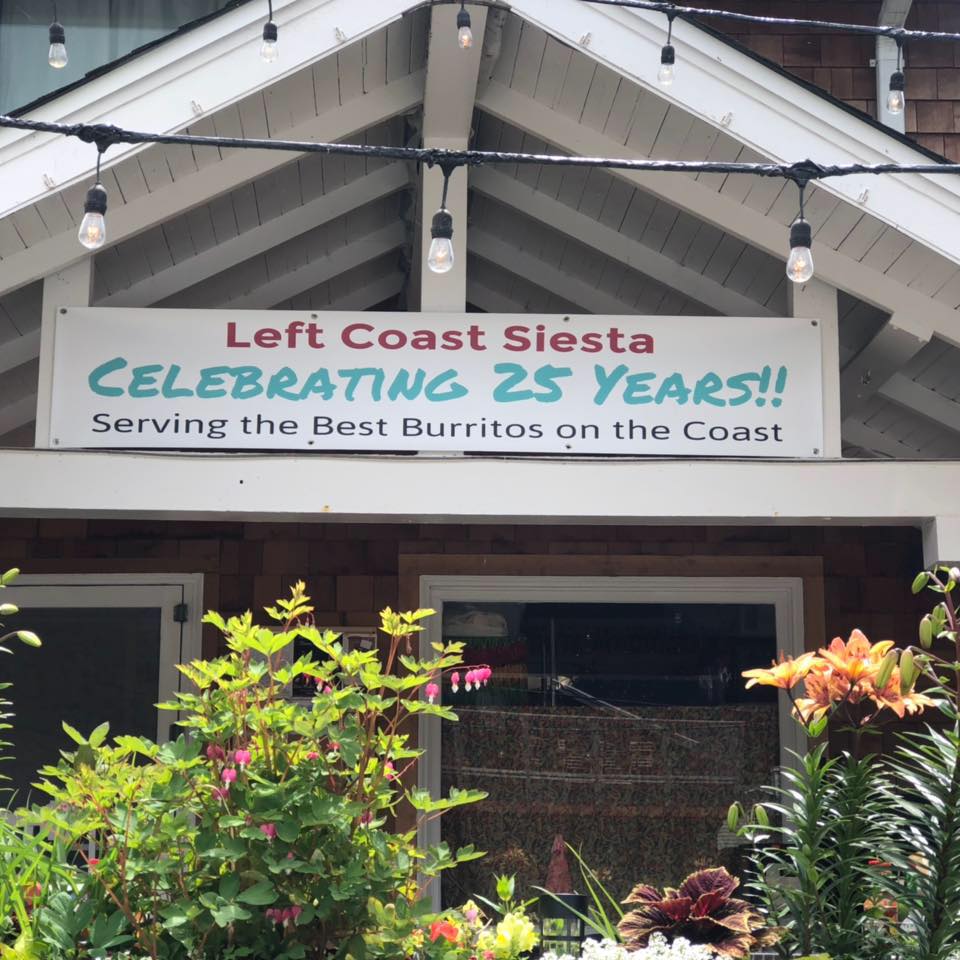 Left Coast Siesta
Celebrating 25 Years!!
Serving the Best Burritos on the Coast